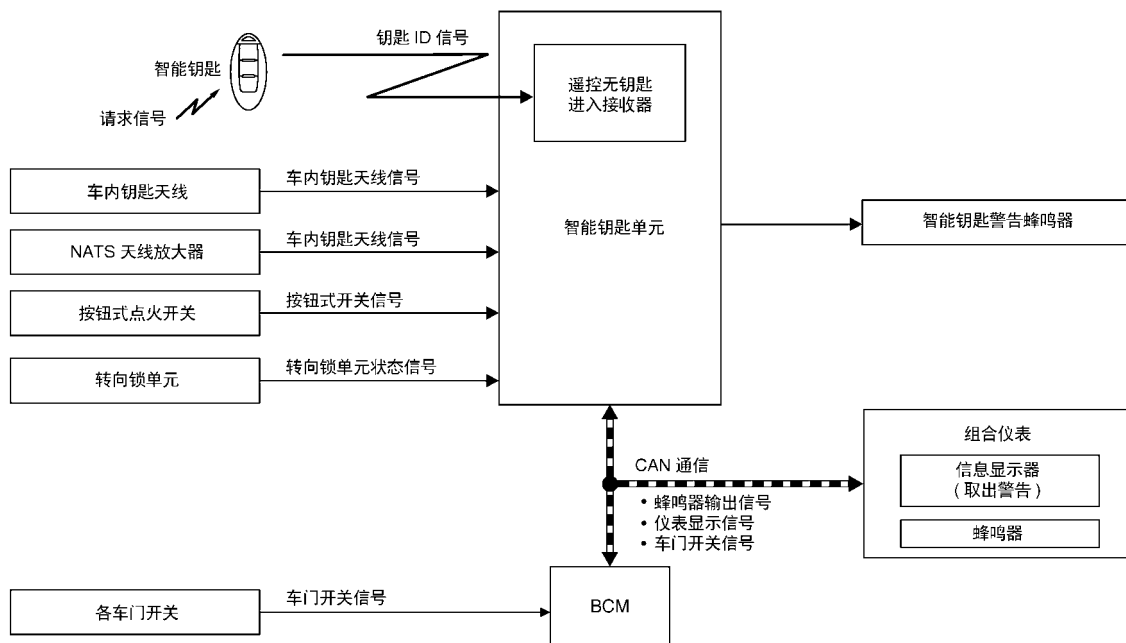 钥匙 ID 信号
智能钥匙
请求信号
遥控无钥匙
进入接收器
车内钥匙天线
车内钥匙天线信号
智能钥匙单元
智能钥匙警告蜂鸣器
NATS 天线放大器
车内钥匙天线信号
按钮式点火开关
按钮式开关信号
转向锁单元
转向锁单元状态信号
组合仪表
信息显示器
(取出警告)
蜂鸣器
CAN 通信
• 蜂鸣器输出信号
• 仪表显示信号
• 车门开关信号
各车门开关
车门开关信号
BCM